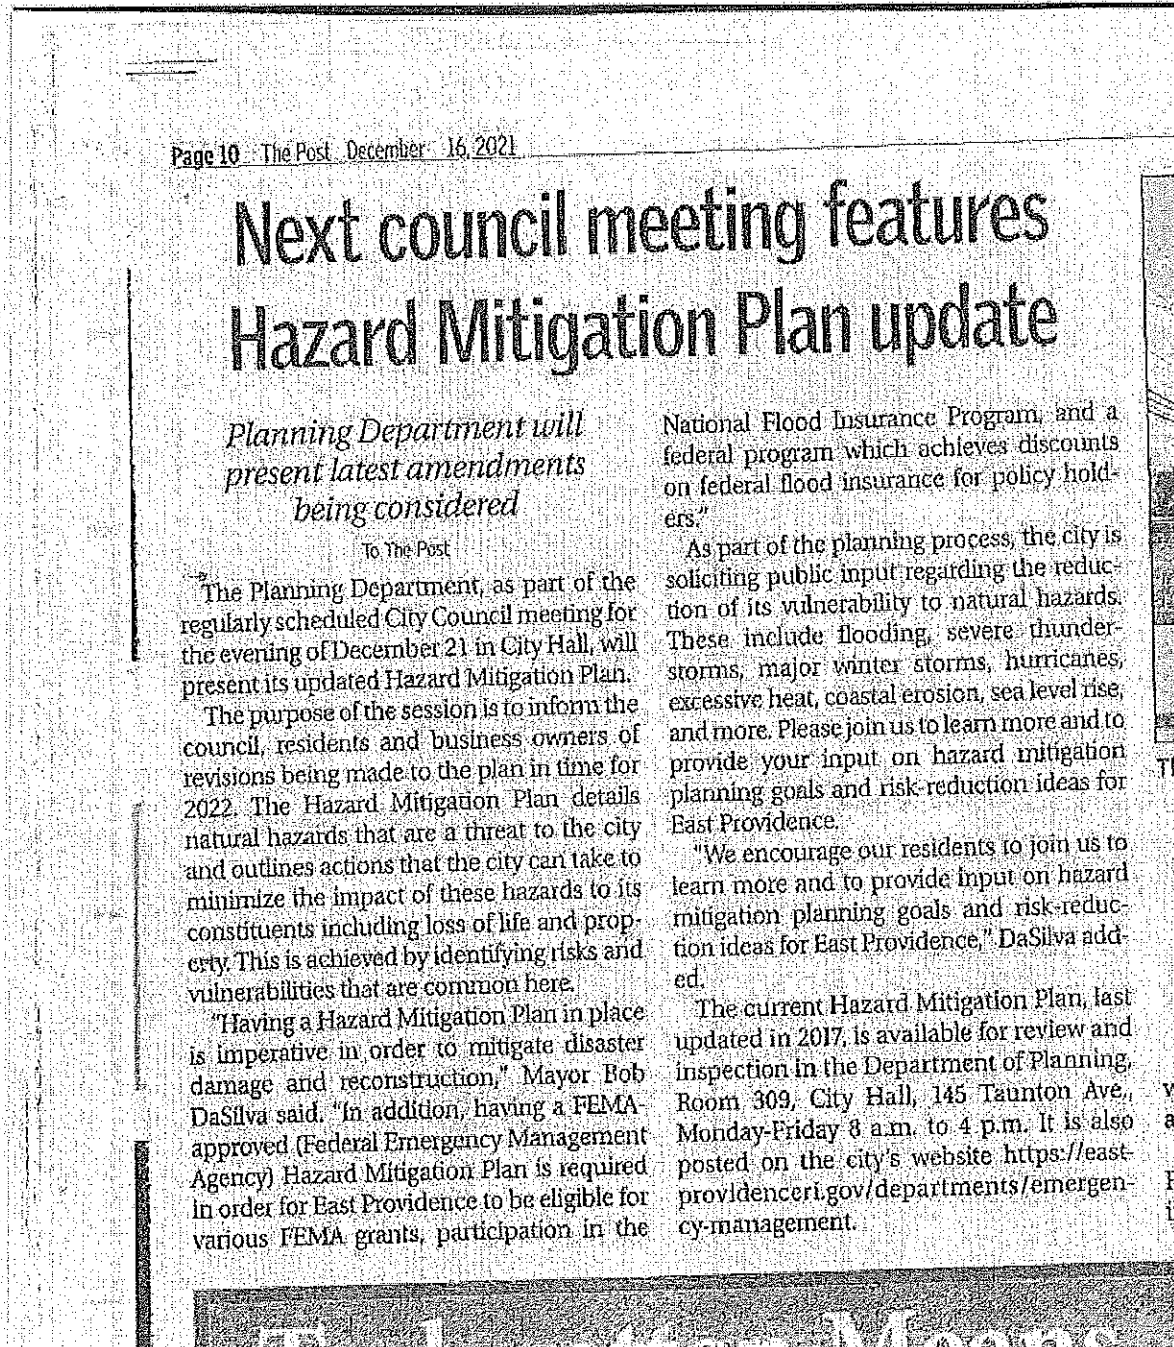 Page 10 The Post December 16, 2021
Next council meeting features
Hazard Mitigation Plan update
Planning Department will
present latest amendments
being considered
To The Post
The Planning Department, as part of the
regularly scheduled City Council meeting for
the evening of December 21 in City Hall, will
present its updated Hazard Mitigation Plan.
The purpose of the session is to inform the
council, residents and business owners of
revisions being made to the plan in time for
2022. The Hazard Mitigation Plan details
natural hazards that are a threat to the city
and outlines actions that the city can take to
minimize the impact of these hazards to its
constituents including loss of life and prop-
erty. This is achieved by identifying risks and
vulnerabilities that are common here.
"Having a Hazard Mitigation Plan in place
is imperative in order to mitigate disaster
damage and reconstruction," Mayor Bob
DaSilva said. "In addition, having a FEMA-
approved (Federal Emergency Management
Agency) Hazard Mitigation Plan is required
in order for East Providence to be eligible for
various FEMA grants, participation in the
National Flood Insurance Program, and a
federal program which achieves discounts
on federal flood insurance for policy hold-
ers."
As part of the planning process, the city is
soliciting public input regarding the reduc-
tion of its vulnerability to natural hazards.
These include flooding, severe thunder-
storms, major winter storms, hurricanes,
excessive heat, coastal erosion, sea level rise,
and more. Please join us to learn more and to
provide your input on hazard mitigation
planning goals and risk-reduction ideas for
East Providence.
"We encourage our residents to join us to
learn more and to provide input on hazard
mitigation planning goals and risk-reduc-
tion ideas for East Providence," DaSilva add-
ed.
The current Hazard Mitigation Plan, last
updated in 2017, is available for review and
inspection in the Department of Planning,
Room 309, City Hall, 145 Taunton Ave.,
Monday-Friday 8 a.m. to 4 p.m. It is also
posted on the city's website https://east-
providenceri.gov/departments/emergen-
cy-management.